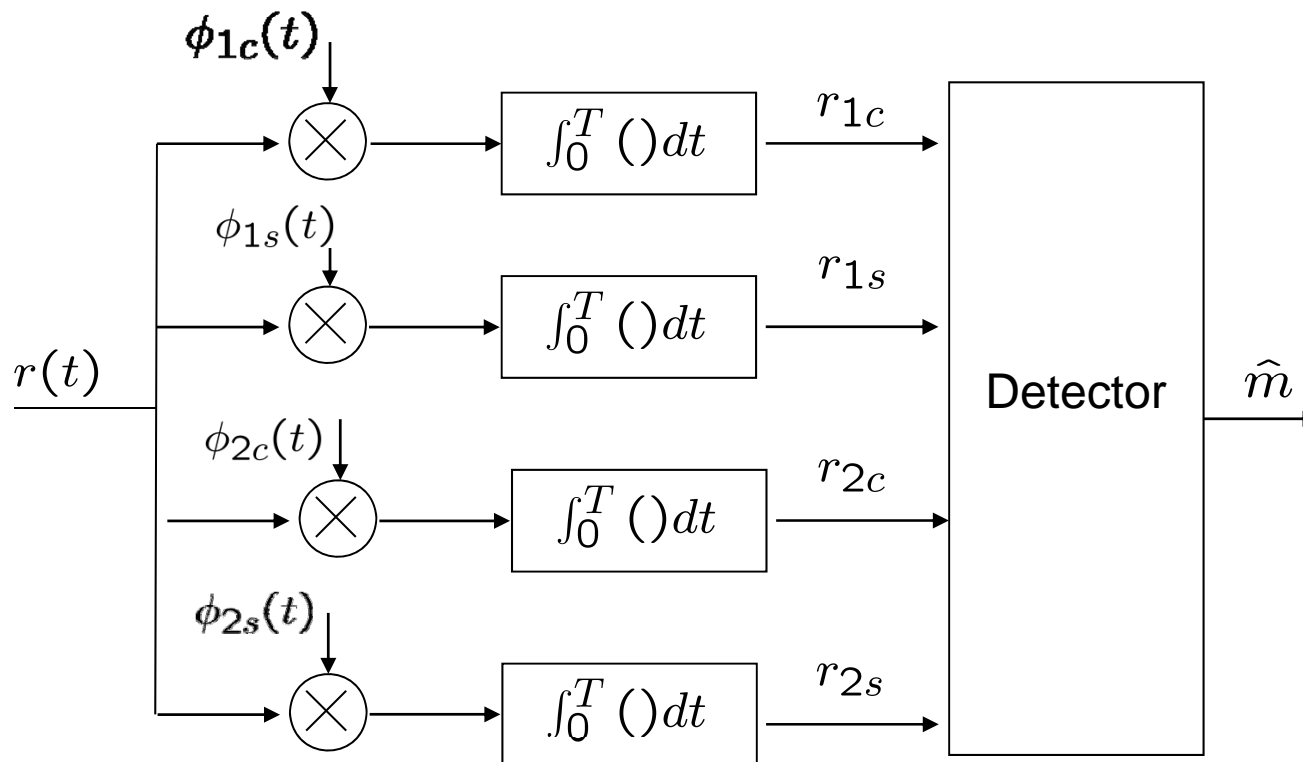 ϕ₁c(t)
∫₀ᵀ ()dt
r₁c
ϕ₁s(t)
∫₀ᵀ ()dt
r₁s
r(t)
Detector
m̂
ϕ₂c(t)
∫₀ᵀ ()dt
r₂c
ϕ₂s(t)
∫₀ᵀ ()dt
r₂s